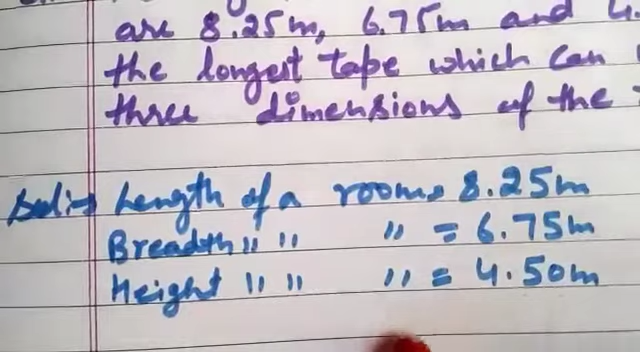 are 8.25m, 6.75m and 4.
the longest tape which can
three dimensions of the
Sol:→ Length of a room = 8.25m
Breadth " " " = 6.75m
Height " " " = 4.50m